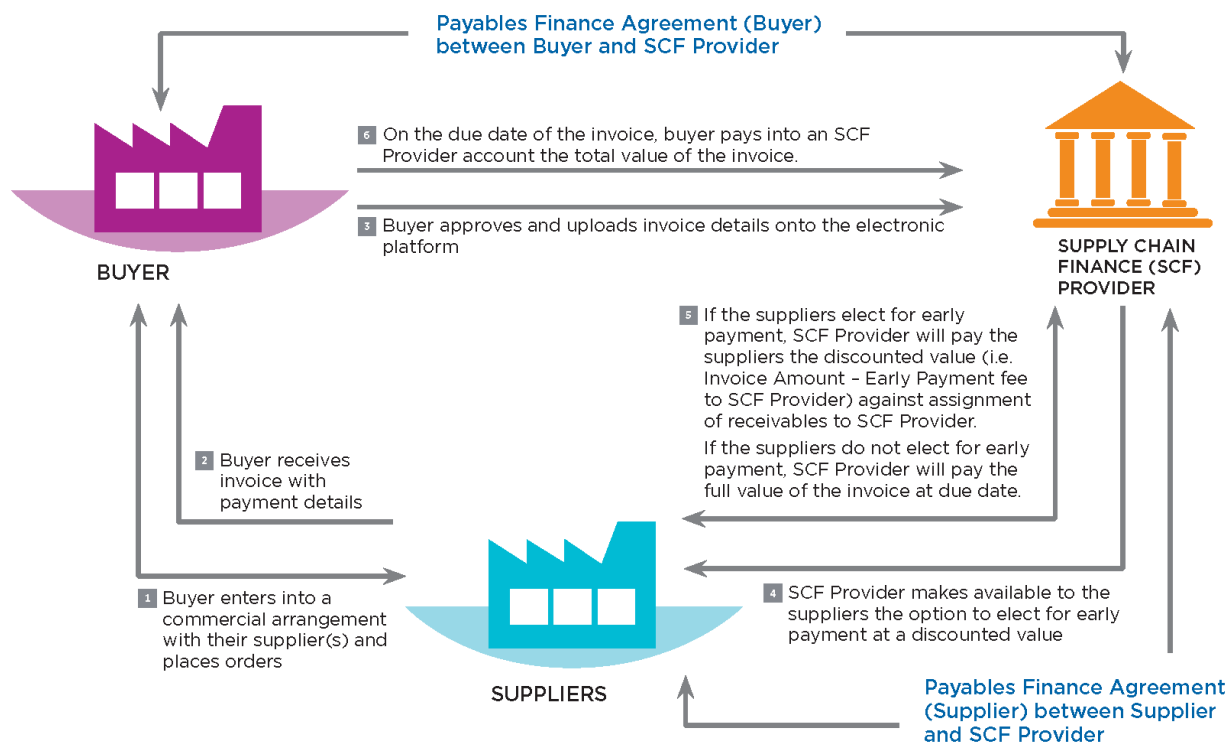 Payables Finance Agreement (Buyer)
between Buyer and SCF Provider
6 On the due date of the invoice, buyer pays into an SCF
Provider account the total value of the invoice.
3 Buyer approves and uploads invoice details onto the electronic
platform
BUYER
SUPPLY CHAIN
FINANCE (SCF)
PROVIDER
5 If the suppliers elect for early
payment, SCF Provider will pay the
suppliers the discounted value (i.e.
Invoice Amount – Early Payment fee
to SCF Provider) against assignment
of receivables to SCF Provider.
If the suppliers do not elect for early
payment, SCF Provider will pay the
full value of the invoice at due date.
2 Buyer receives
invoice with
payment details
1 Buyer enters into a
commercial arrangement
with their supplier(s) and
places orders
4 SCF Provider makes available to the
suppliers the option to elect for early
payment at a discounted value
SUPPLIERS
Payables Finance Agreement
(Supplier) between Supplier
and SCF Provider